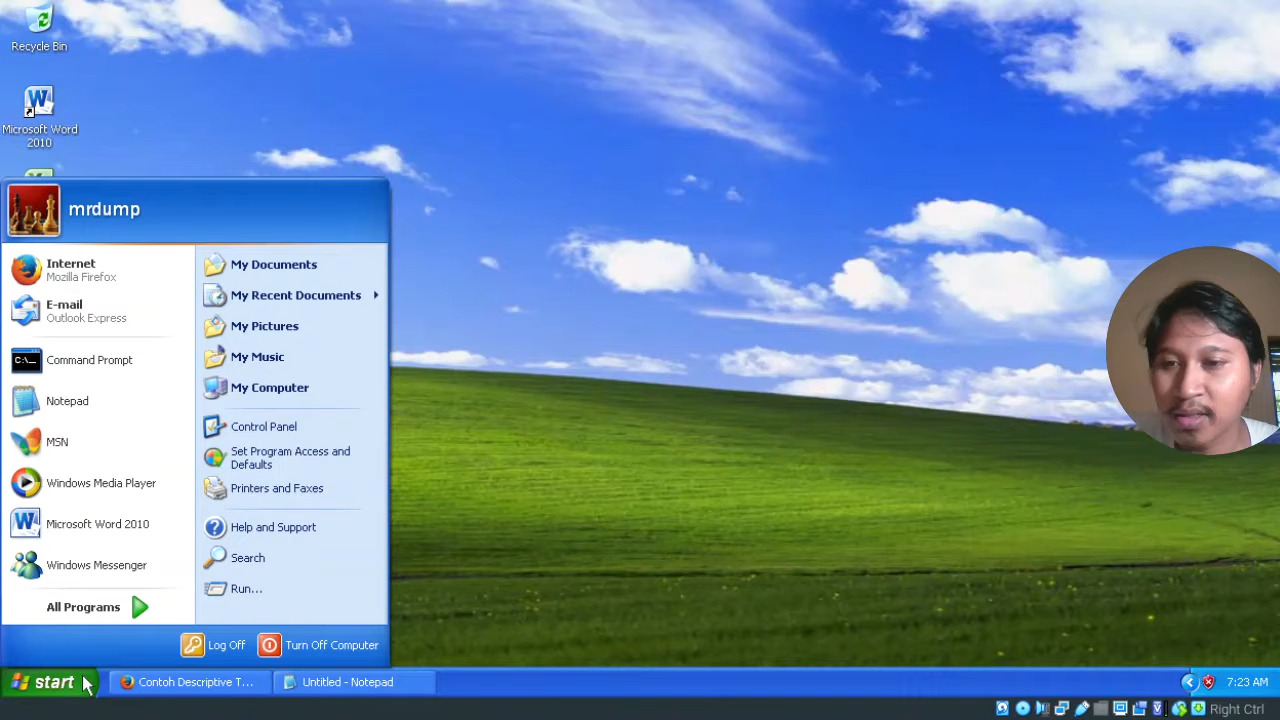 Recycle Bin
Microsoft Word
2010
mrdump
Internet
Mozilla Firefox
E-mail
Outlook Express
Command Prompt
Notepad
MSN
Windows Media Player
Microsoft Word 2010
Windows Messenger
All Programs
My Documents
My Recent Documents
My Pictures
My Music
My Computer
Control Panel
Set Program Access and
Defaults
Printers and Faxes
Help and Support
Search
Run...
Log Off
Turn Off Computer
start
Contoh Descriptive T...
Untitled - Notepad
7:23 AM
Right Ctrl